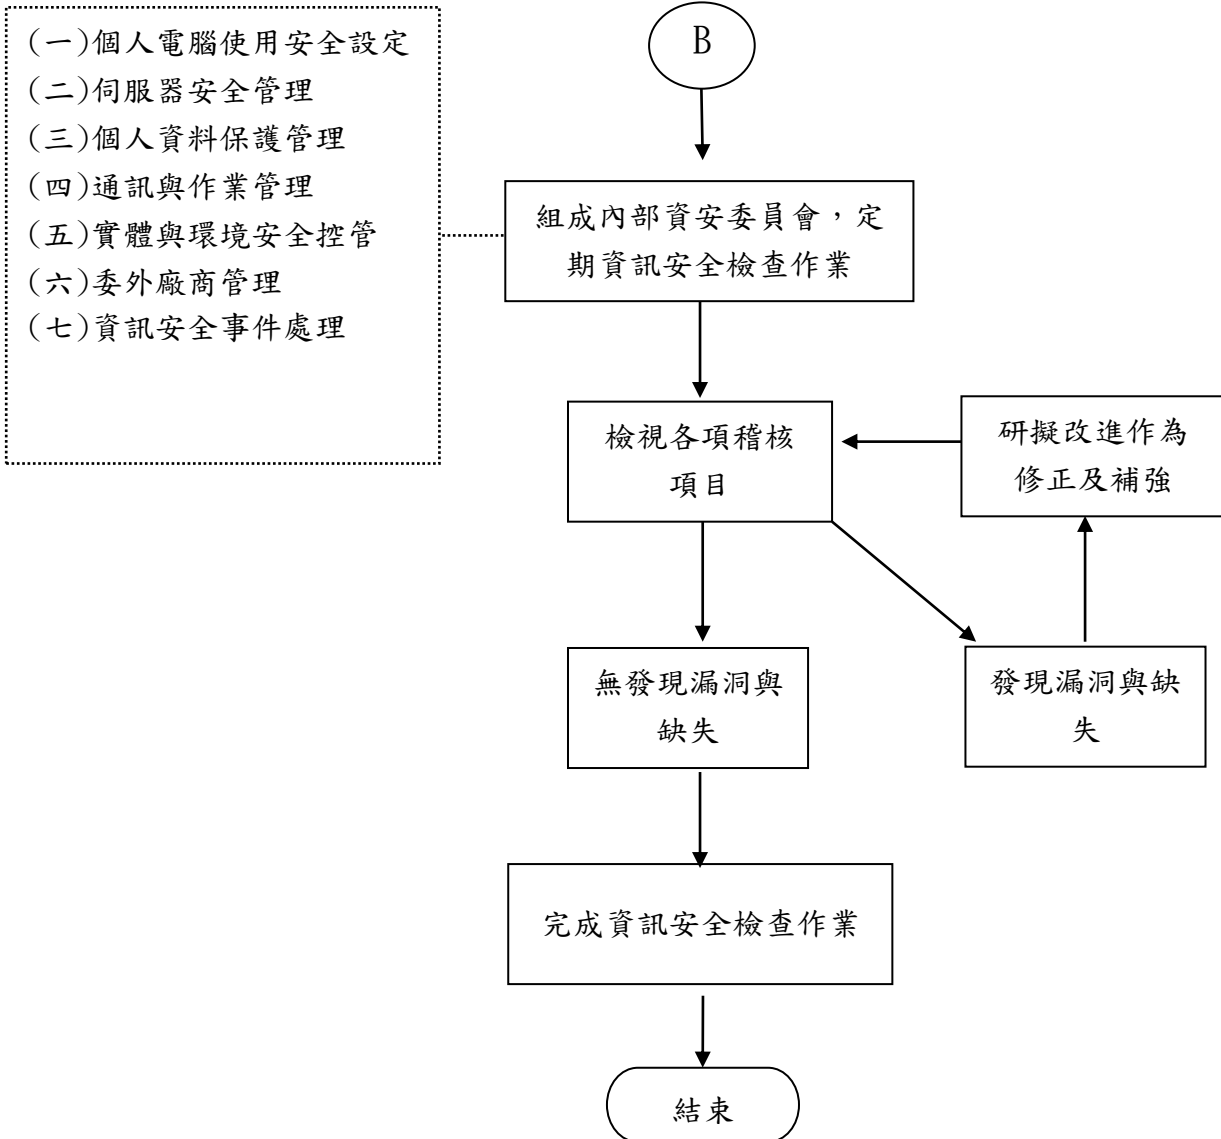 (一)個人電腦使用安全設定
(二)伺服器安全管理
(三)個人資料保護管理
(四)通訊與作業管理
(五)實體與環境安全控管
(六)委外廠商管理
(七)資訊安全事件處理
B
組成內部資安委員會，定
期資訊安全檢查作業
檢視各項稽核
項目
研擬改進作為
修正及補強
無發現漏洞與
缺失
發現漏洞與缺
失
完成資訊安全檢查作業
結束